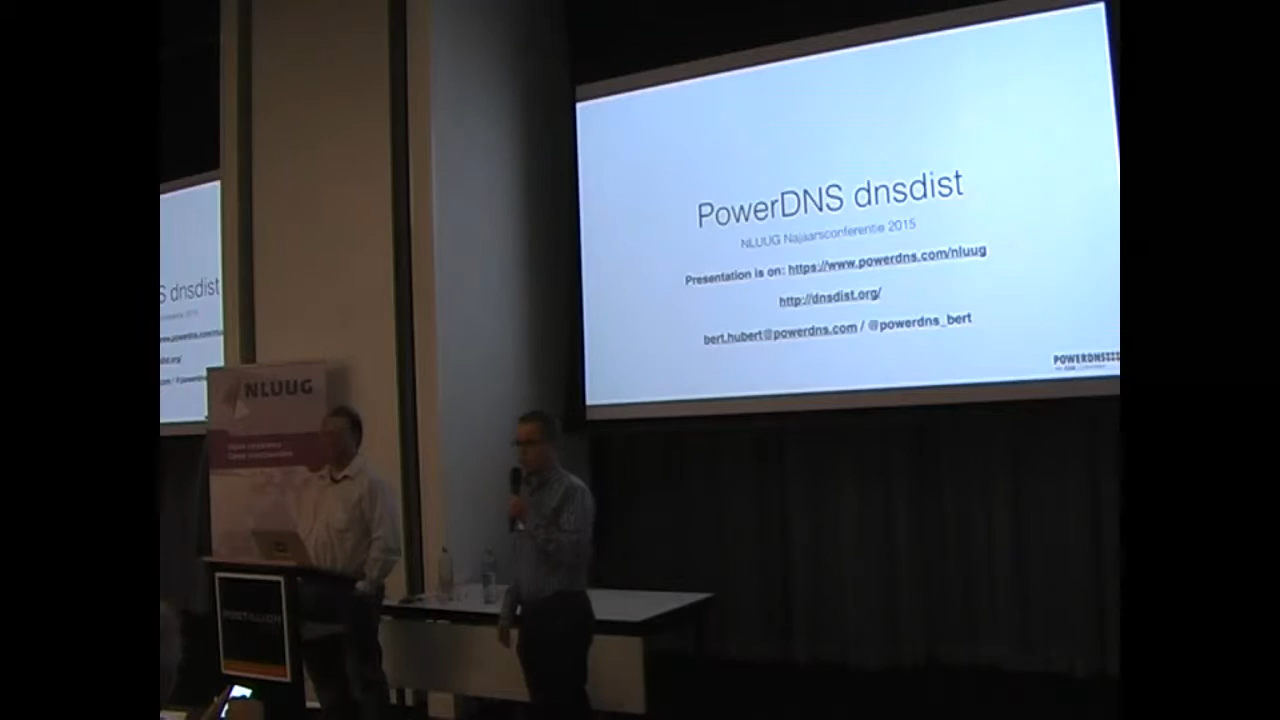 PowerDNS dnsdist
NLUUG Najaarsconferentie 2015
Presentation is on: https://www.powerdns.com/nluug
http://dnsdist.org/
bert.hubert@powerdns.com / @powerdns_bert
POWERDNS
S dnsdist
NLUUG